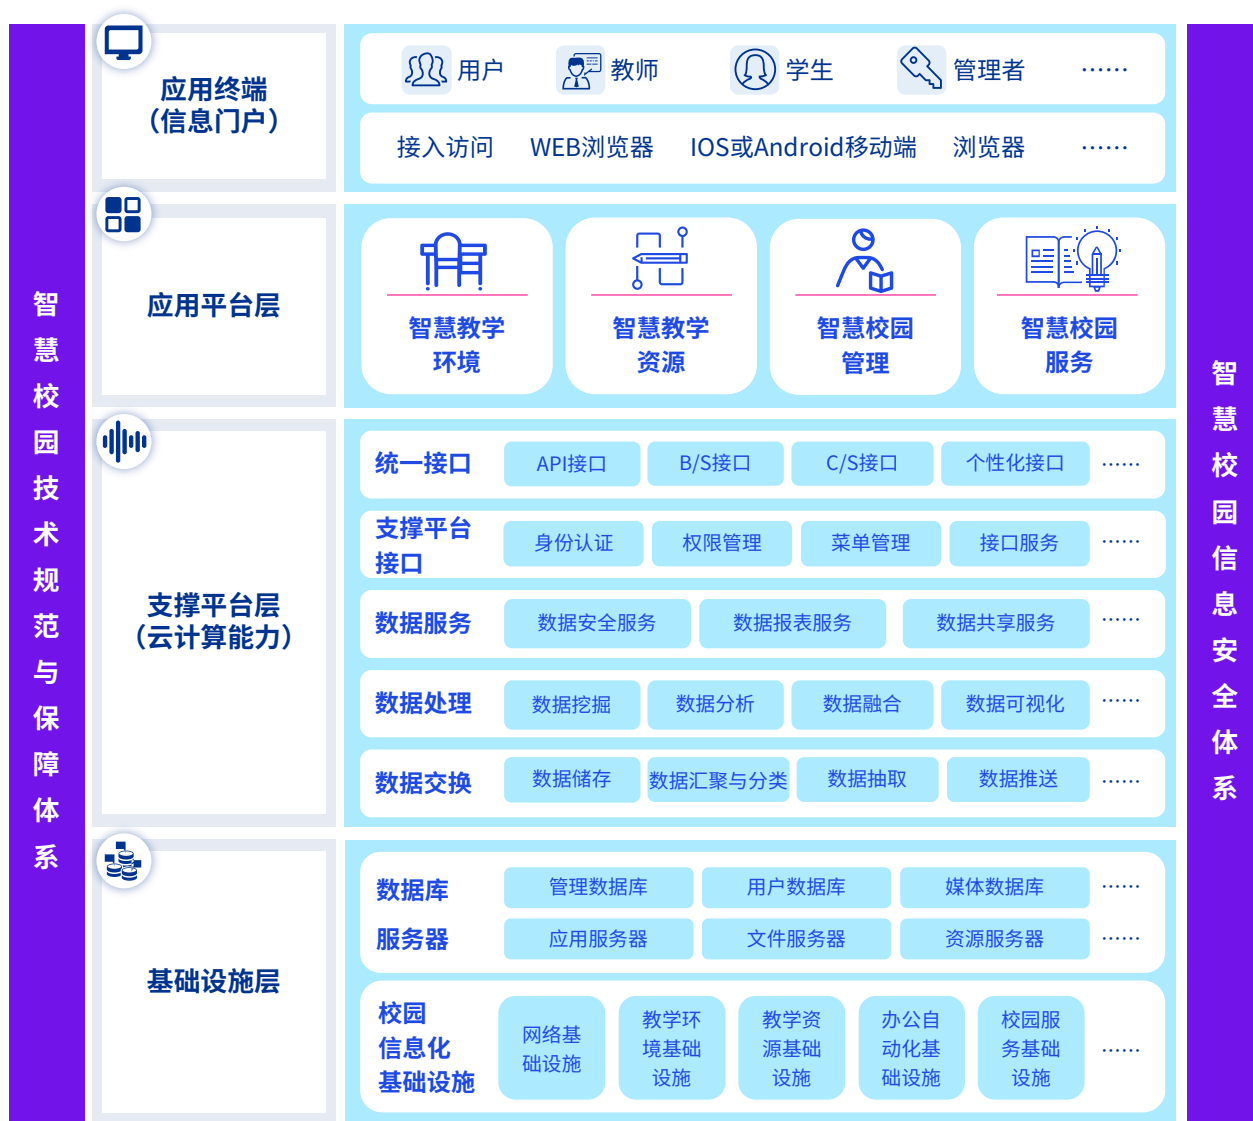 智慧校园技术规范与保障体系
应用终端
（信息门户）
用户 教师 学生 管理者 ······
接入访问 WEB浏览器 IOS或Android移动端 浏览器 ······
应用平台层
智慧教学
环境
智慧教学
资源
智慧校园
管理
智慧校园
服务
支撑平台层
（云计算能力）
统一接口 API接口 B/S接口 C/S接口 个性化接口 ······
支撑平台
接口
身份认证 权限管理 菜单管理 接口服务 ······
数据服务 数据安全服务 数据报表服务 数据共享服务 ······
数据处理 数据挖掘 数据分析 数据融合 数据可视化 ······
数据交换 数据储存 数据汇聚与分类 数据抽取 数据推送 ······
基础设施层
数据库 管理数据库 用户数据库 媒体数据库 ······
服务器 应用服务器 文件服务器 资源服务器 ······
校园
信息化
基础设施
网络基
础设施
教学环
境基础
设施
教学资
源基础
设施
办公自
动化基
础设施
校园服
务基础
设施
······
智慧校园信息安全体系